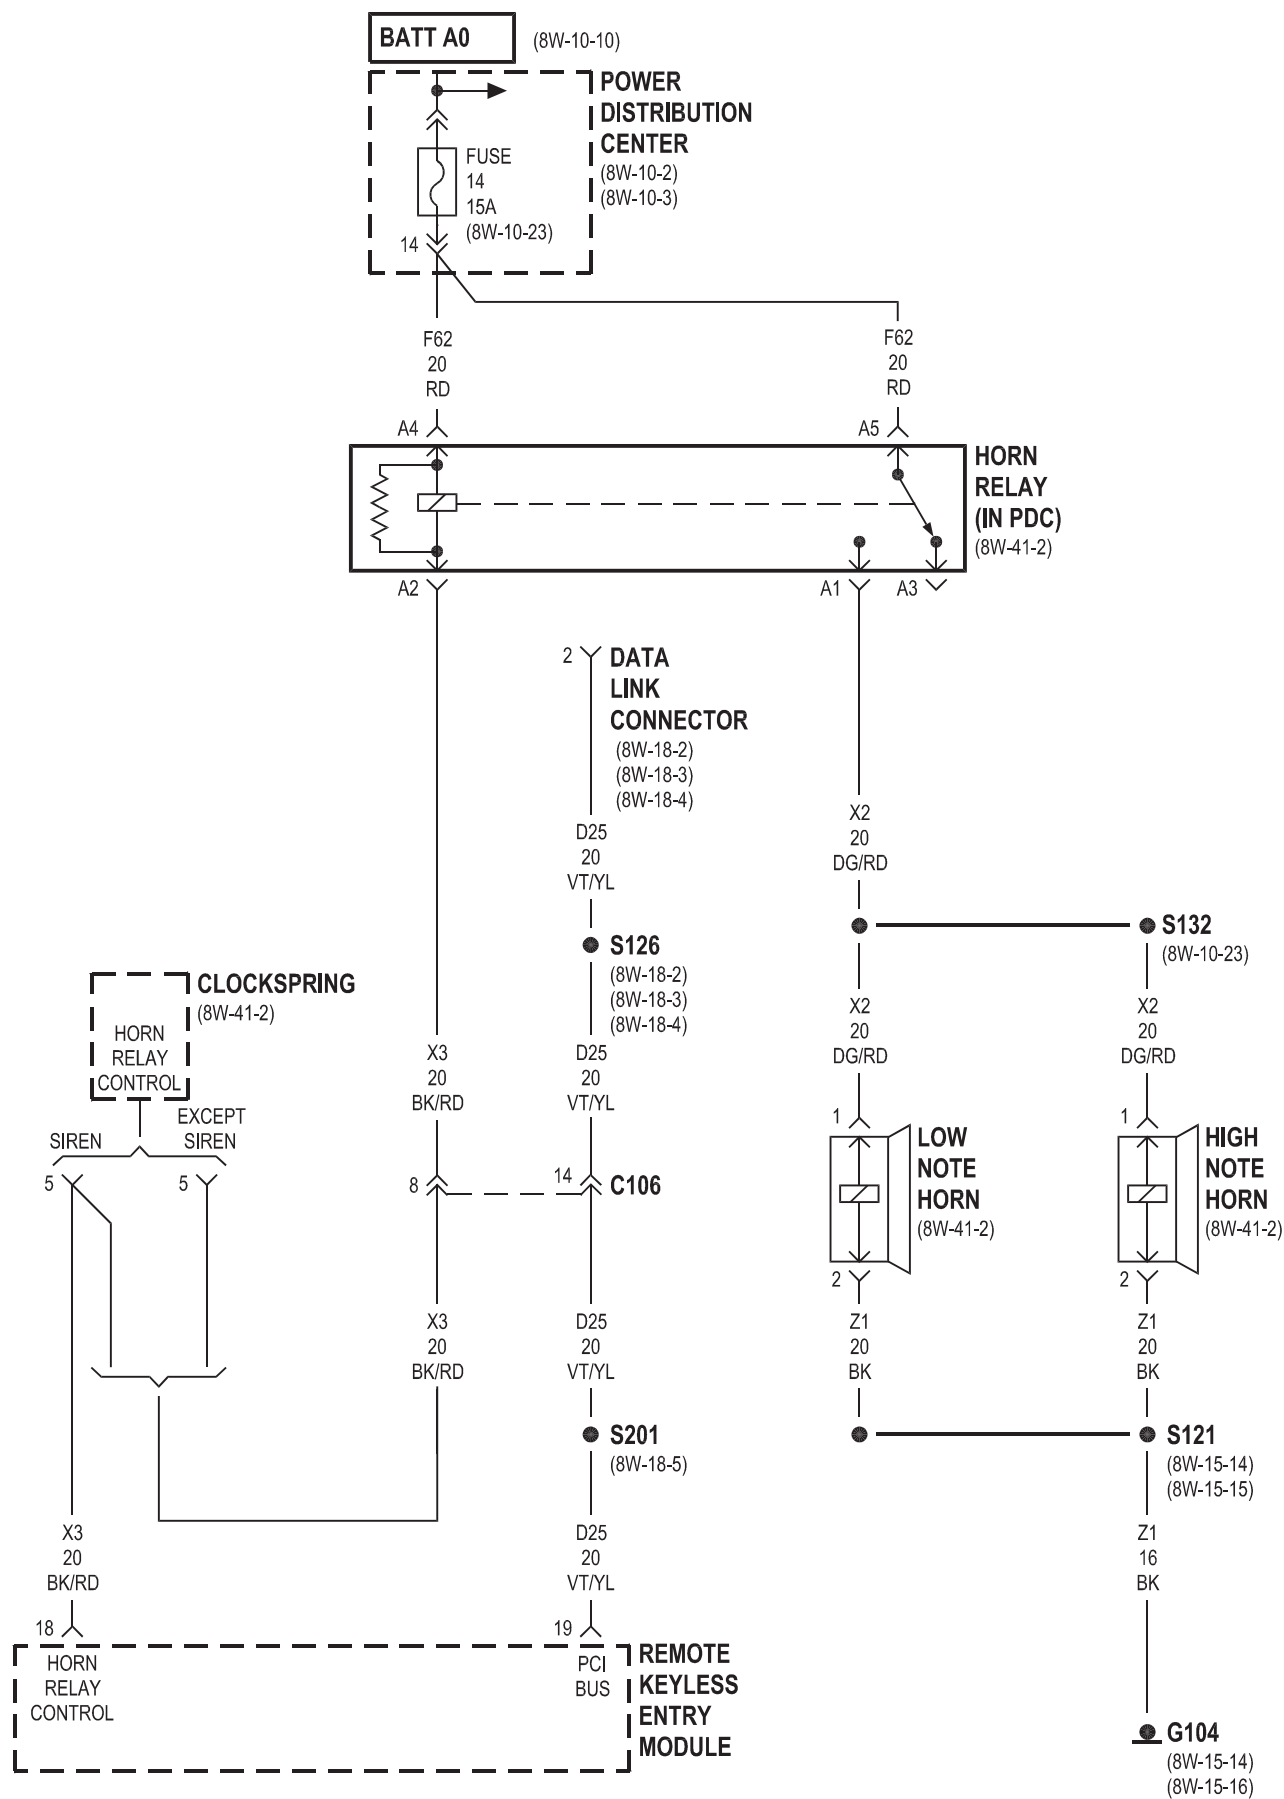 BATT A0
(8W-10-10)
POWER
DISTRIBUTION
CENTER
(8W-10-2)
(8W-10-3)
FUSE
14
15A
(8W-10-23)
14
F62
20
RD
F62
20
RD
A4
A5
HORN
RELAY
(IN PDC)
(8W-41-2)
A2
A1
A3
2
DATA
LINK
CONNECTOR
(8W-18-2)
(8W-18-3)
(8W-18-4)
D25
20
VT/YL
X2
20
DG/RD
S126
(8W-18-2)
(8W-18-3)
(8W-18-4)
S132
(8W-10-23)
CLOCKSPRING
(8W-41-2)
HORN
RELAY
CONTROL
X3
20
BK/RD
D25
20
VT/YL
X2
20
DG/RD
X2
20
DG/RD
SIREN
EXCEPT
SIREN
5
5
8
14
C106
1
LOW
NOTE
HORN
(8W-41-2)
2
1
HIGH
NOTE
HORN
(8W-41-2)
2
X3
20
BK/RD
D25
20
VT/YL
Z1
20
BK
Z1
20
BK
S201
(8W-18-5)
S121
(8W-15-14)
(8W-15-15)
X3
20
BK/RD
D25
20
VT/YL
Z1
16
BK
18
19
HORN
RELAY
CONTROL
PCI
BUS
REMOTE
KEYLESS
ENTRY
MODULE
G104
(8W-15-14)
(8W-15-16)